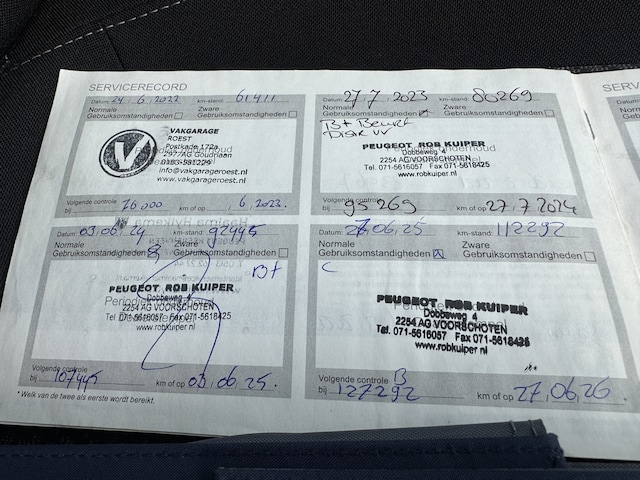 SERVICERECORD
Datum: 24.6.2022 km-stand: 61411
Normale Gebruiksomstandigheden Zware Gebruiksomstandigheden
V
VAKGARAGE
ROEST
Postkade 172a
2977AG Goudriaan
info@vakgarageroest.nl
www.vakgarageroest.nl
Volgende controle bij 76.000 km of op .6.2023.
Datum: 27.7.2023 km-stand: 80269
Normale Gebruiksomstandigheden Zware Gebruiksomstandigheden
B+ Beurt
PEUGEOT ROB KUIPER
Dobbeweg 4
2254 AG VOORSCHOTEN
Tel. 071-5616057 Fax 071-5618425
www.robkuiper.nl
Volgende controle bij 95269 km of op 27.7.2024
Datum: 03.06.24 km-stand: 92445
Normale Gebruiksomstandigheden Zware Gebruiksomstandigheden
B+
PEUGEOT ROB KUIPER
Dobbeweg 4
2254 AG VOORSCHOTEN
Tel. 071-5616057 Fax 071-5618425
www.robkuiper.nl
Volgende controle bij 107445 km of op 03.06.25.
* Welk van de twee als eerste wordt bereikt.
Datum: 27.06.25 km-stand: 112292
Normale Gebruiksomstandigheden Zware Gebruiksomstandigheden
C
PEUGEOT ROB KUIPER
Dobbeweg 4
2254 AG VOORSCHOTEN
Tel. 071-5616057 Fax 071-5618425
www.robkuiper.nl
Volgende controle B
bij 127292 km of op 27.06.26.
SERV